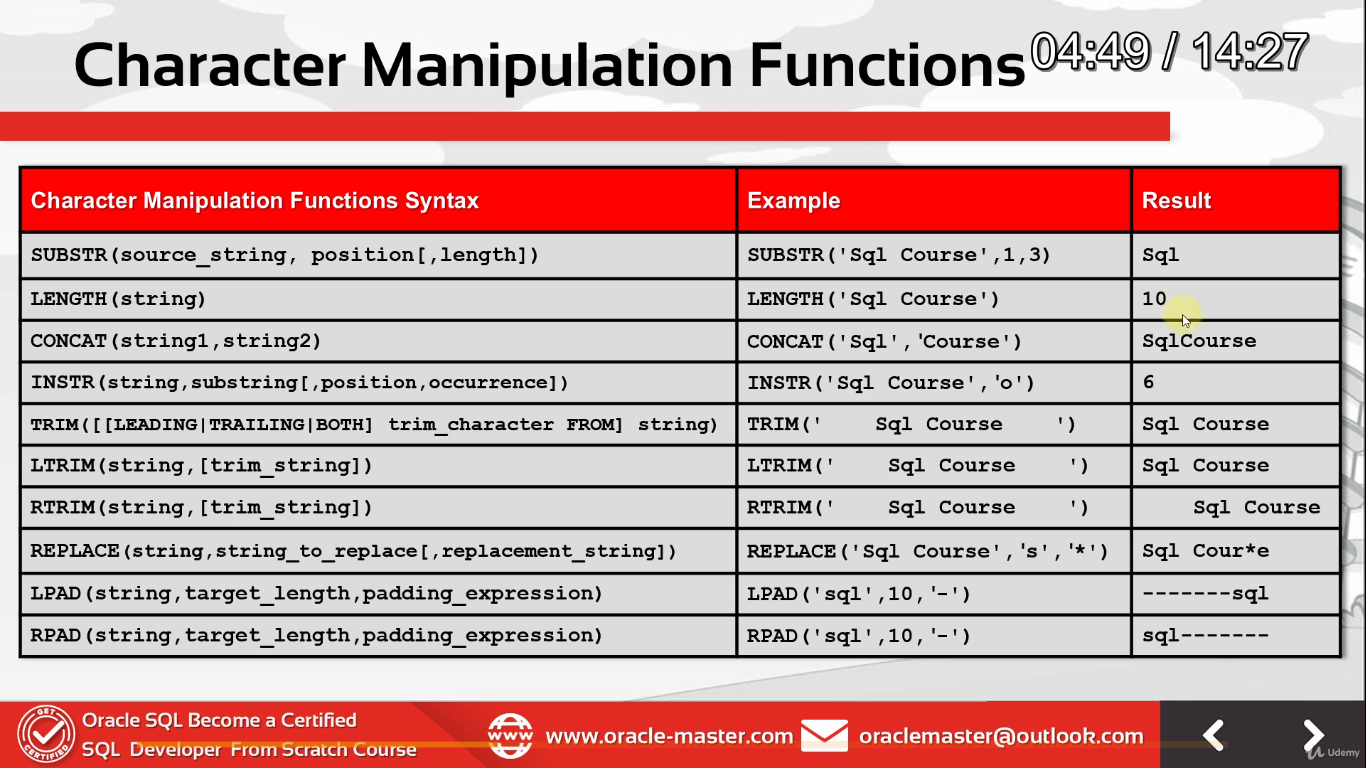 Character Manipulation Functions
04:49 / 14:27
Character Manipulation Functions Syntax Example Result
SUBSTR(source_string, position[,length]) SUBSTR('Sql Course',1,3) Sql
LENGTH(string) LENGTH('Sql Course') 10
CONCAT(string1,string2) CONCAT('Sql','Course') SqlCourse
INSTR(string,substring[,position,occurrence]) INSTR('Sql Course','o') 6
TRIM([[LEADING|TRAILING|BOTH] trim_character FROM] string) TRIM('    Sql Course    ') Sql Course
LTRIM(string,[trim_string]) LTRIM('    Sql Course    ') Sql Course
RTRIM(string,[trim_string]) RTRIM('    Sql Course    ')     Sql Course
REPLACE(string,string_to_replace[,replacement_string]) REPLACE('Sql Course','s','*') Sql Cour*e
LPAD(string,target_length,padding_expression) LPAD('sql',10,'-') -------sql
RPAD(string,target_length,padding_expression) RPAD('sql',10,'-') sql-------
GET CERTIFIED
Oracle SQL Become a Certified
SQL Developer From Scratch Course
www
www.oracle-master.com
oraclemaster@outlook.com
Udemy